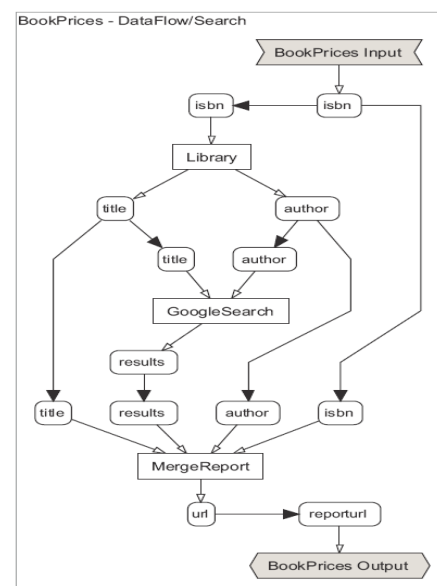 BookPrices - DataFlow/Search
BookPrices Input
isbn isbn
Library
title author
title author
GoogleSearch
results
title results author isbn
MergeReport
url reporturl
BookPrices Output